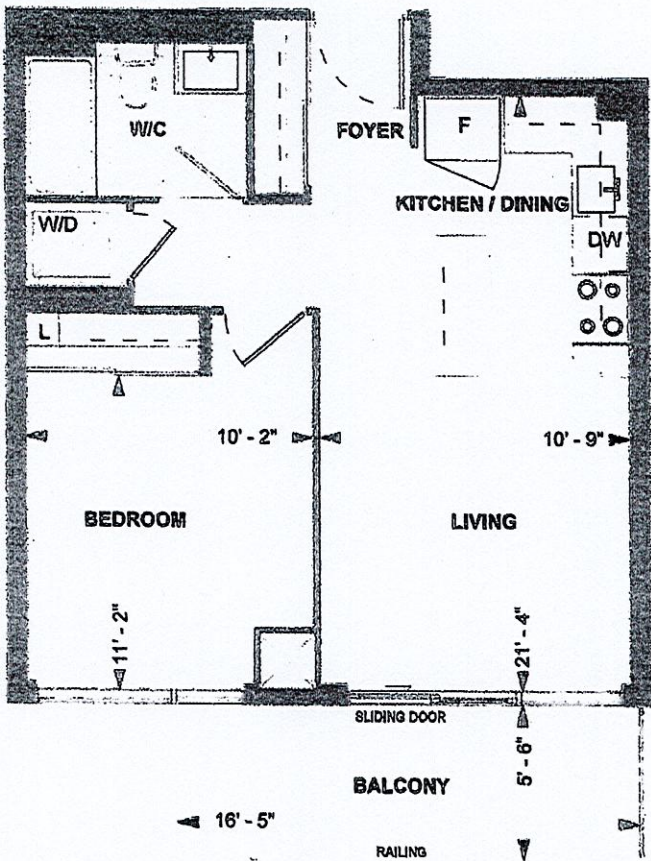 W/C
FOYER
F
KITCHEN / DINING
W/D
DW
L
10' - 2"
10' - 9"
BEDROOM
LIVING
11' - 2"
21' - 4"
SLIDING DOOR
5' - 6"
BALCONY
16' - 5"
RAILING